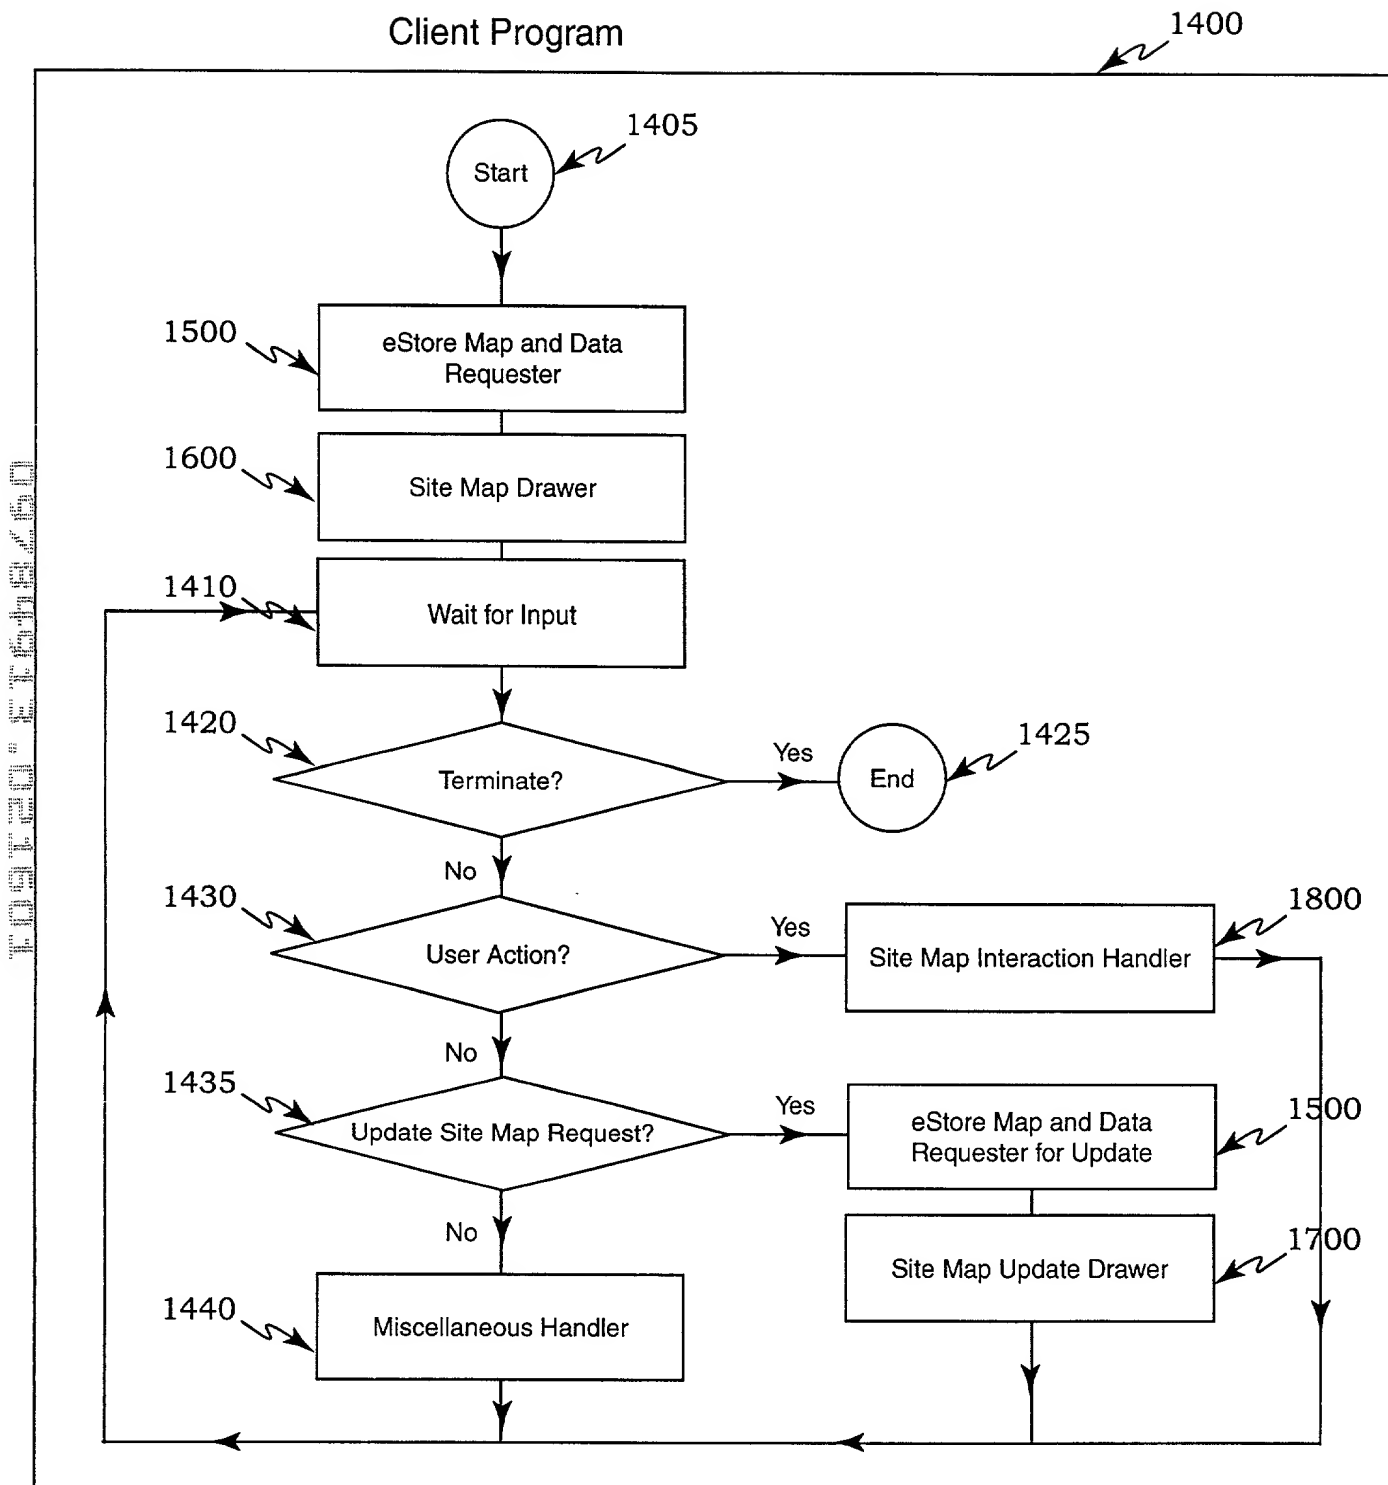 Client Program
1400
1405
Start
1500
eStore Map and Data
Requester
1600
Site Map Drawer
1410
Wait for Input
1420
Terminate?
Yes
End
1425
No
1430
User Action?
Yes
Site Map Interaction Handler
1800
No
1435
Update Site Map Request?
Yes
eStore Map and Data
Requester for Update
1500
No
Site Map Update Drawer
1700
1440
Miscellaneous Handler